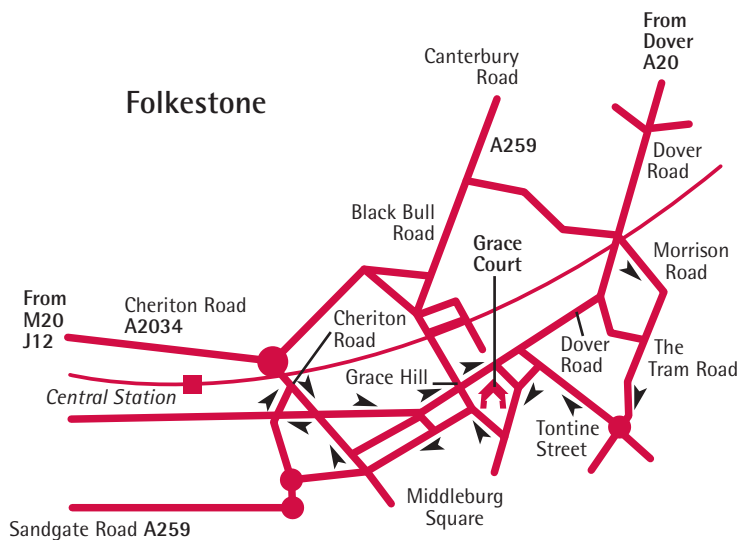 From
Dover
A20
Canterbury
Road
Folkestone
A259
Dover
Road
Black Bull
Road
Grace
Court
Morrison
Road
From
M20
J12
Cheriton Road
A2034
Cheriton
Road
Dover
Road
The
Tram Road
Grace Hill
Central Station
Tontine
Street
Middleburg
Square
Sandgate Road A259